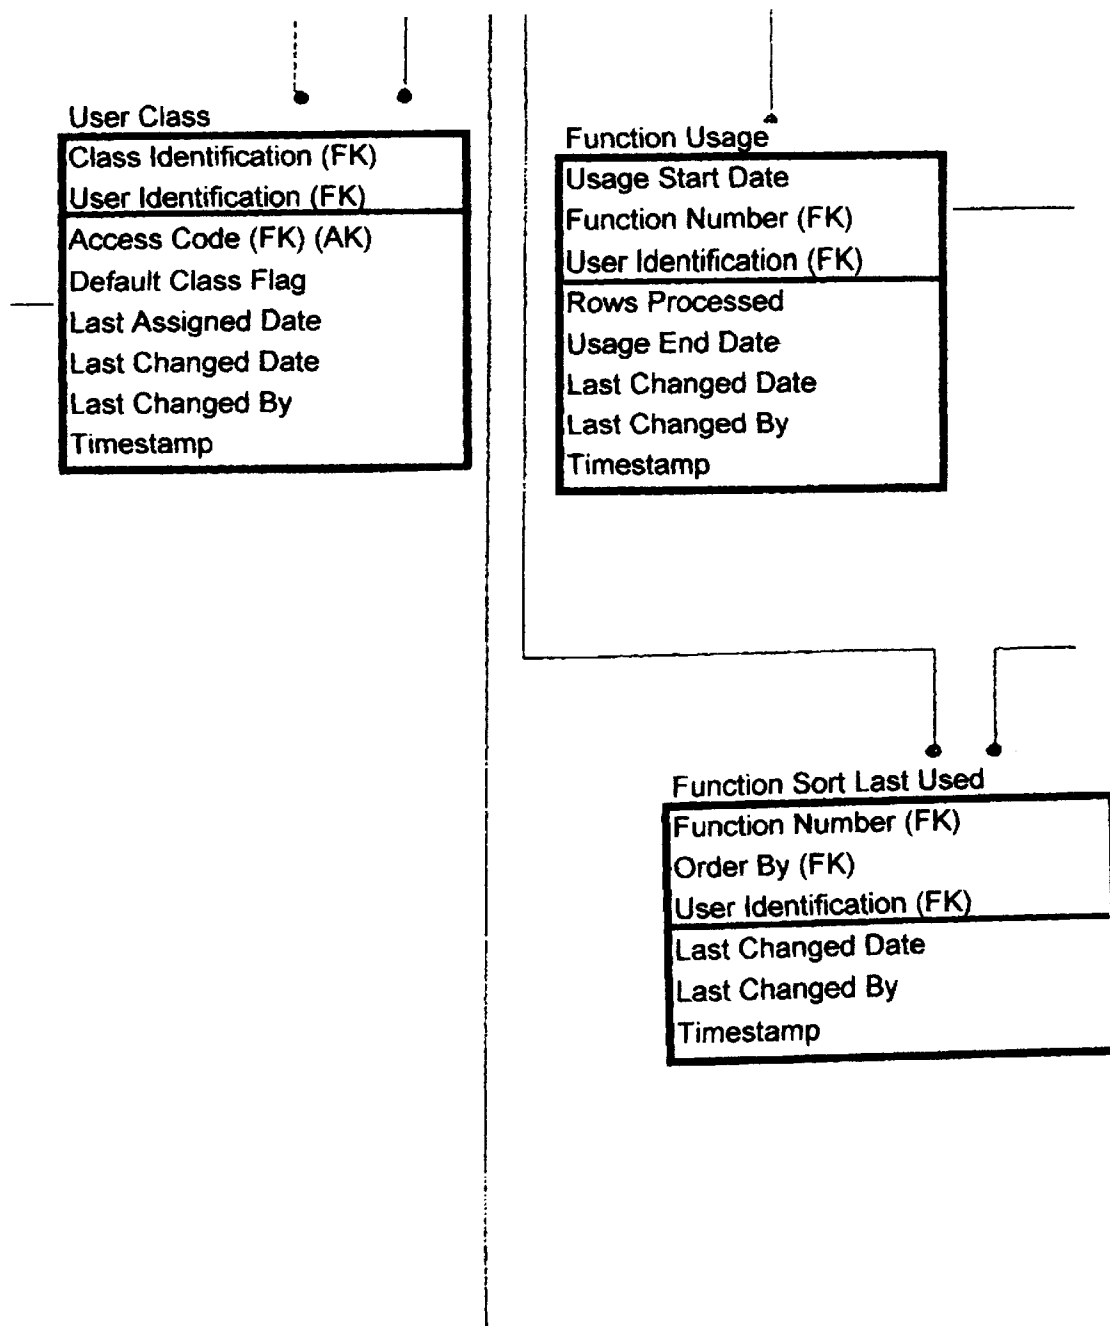 User Class
Class Identification (FK)
User Identification (FK)
Access Code (FK) (AK)
Default Class Flag
Last Assigned Date
Last Changed Date
Last Changed By
Timestamp
Function Usage
Usage Start Date
Function Number (FK)
User Identification (FK)
Rows Processed
Usage End Date
Last Changed Date
Last Changed By
Timestamp
Function Sort Last Used
Function Number (FK)
Order By (FK)
User Identification (FK)
Last Changed Date
Last Changed By
Timestamp